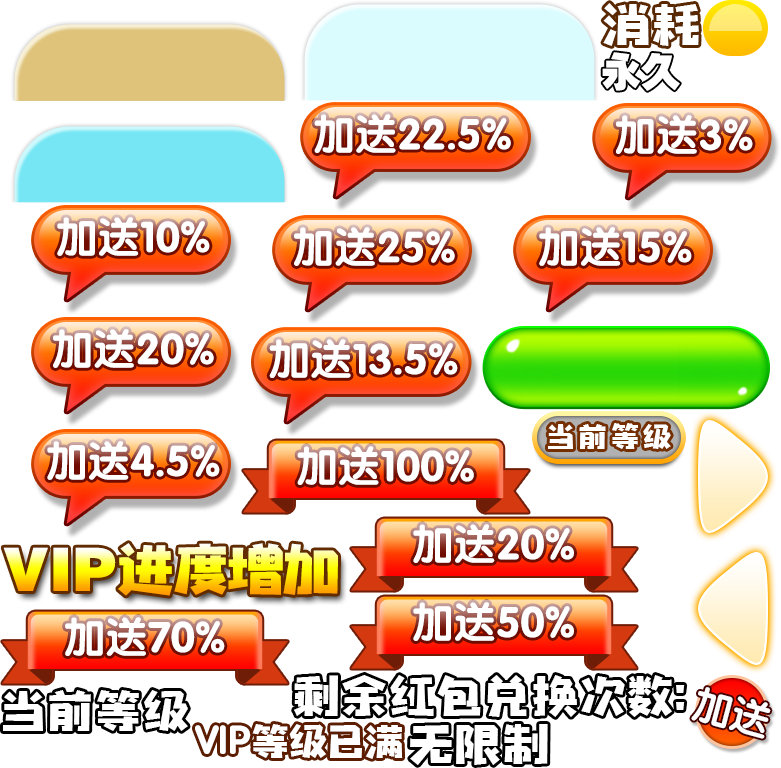 消耗
永久
加送22.5%
加送3%
加送10%
加送25%
加送15%
加送20%
加送13.5%
当前等级
加送4.5%
加送100%
加送20%
VIP进度增加
加送50%
加送70%
剩余红包兑换次数:
加送
当前等级
VIP等级已满
无限制